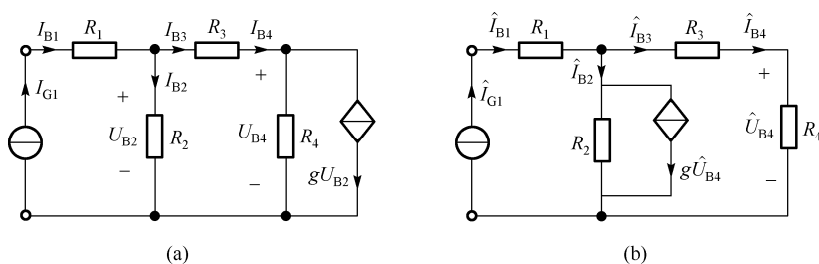 I_B1 R_1 I_B3 R_3 I_B4
I_G1 + I_B2 +
U_B2 R_2 U_B4 R_4
− − gU_B2
(a)
Î_B1 R_1 Î_B3 R_3 Î_B4
Î_G1 Î_B2 +
R_2 Û_B4 R_4
gÛ_B4 −
(b)